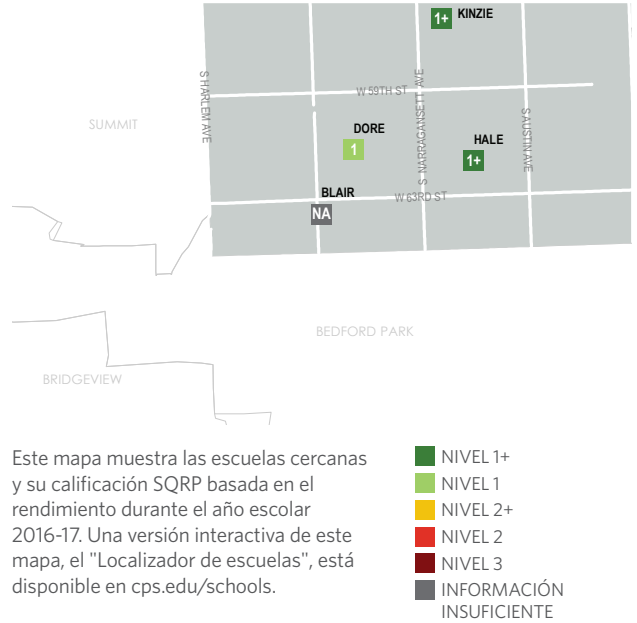 1+ KINZIE
S HARLEM AVE
W 59TH ST
S NARRAGANSETT AVE
S AUSTIN AVE
SUMMIT
DORE
1
HALE
1+
BLAIR
NA
W 63RD ST
BEDFORD PARK
BRIDGEVIEW
Este mapa muestra las escuelas cercanas
y su calificación SQRP basada en el
rendimiento durante el año escolar
2016-17. Una versión interactiva de este
mapa, el "Localizador de escuelas", está
disponible en cps.edu/schools.
NIVEL 1+
NIVEL 1
NIVEL 2+
NIVEL 2
NIVEL 3
INFORMACIÓN
INSUFICIENTE